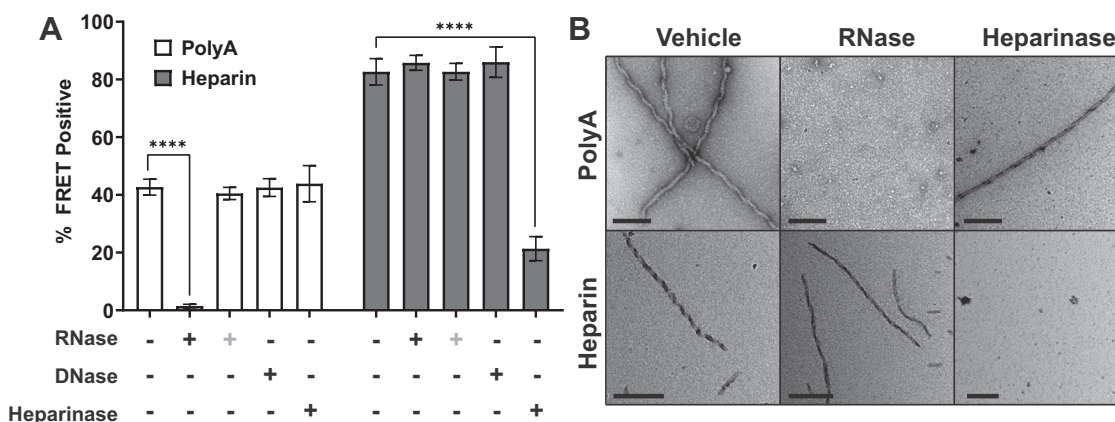 A
B
100
80
60
40
20
0
% FRET Positive
PolyA
Heparin
****
****
RNase - + + - - - + + - -
DNase - - - + - - - - + -
Heparinase - - - - + - - - - +
Vehicle RNase Heparinase
PolyA
Heparin